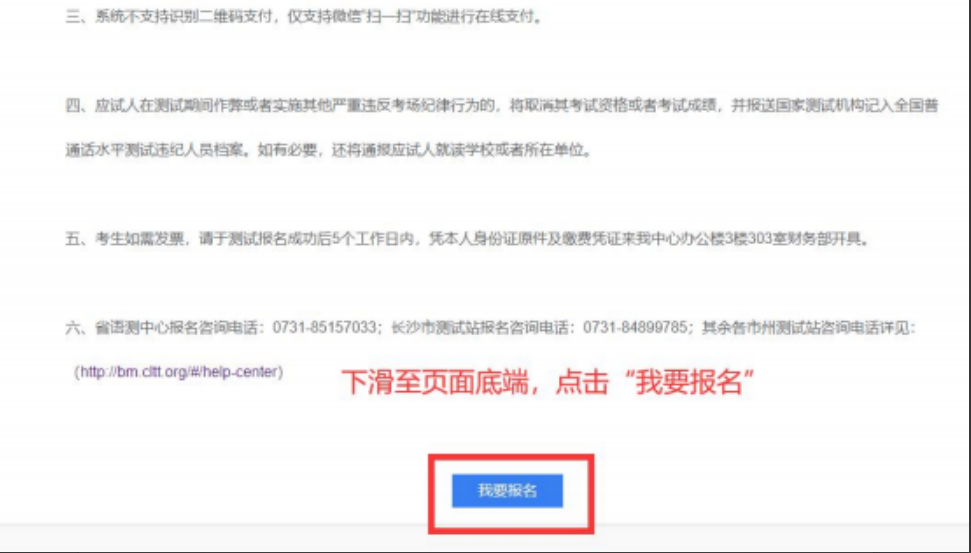 三、系统不支持识别二维码支付，仅支持微信“扫一扫”功能进行在线支付。
四、应试人在测试期间作弊或者实施其他严重违反考场纪律行为的，将取消其考试资格或者考试成绩，并报送国家测试机构记入全国普
通话水平测试违纪人员档案。如有必要，还将通报应试人就读学校或者所在单位。
五、考生如需发票，请于测试报名成功后5个工作日内，凭本人身份证原件及缴费凭证来我中心办公楼3楼303室财务部开具。
六、省语测中心报名咨询电话：0731-85157033；长沙市测试站报名咨询电话：0731-84899785；其余各市州测试站咨询电话详见：
（http://bm.cltt.org/#/help-center）
下滑至页面底端，点击“我要报名”
我要报名